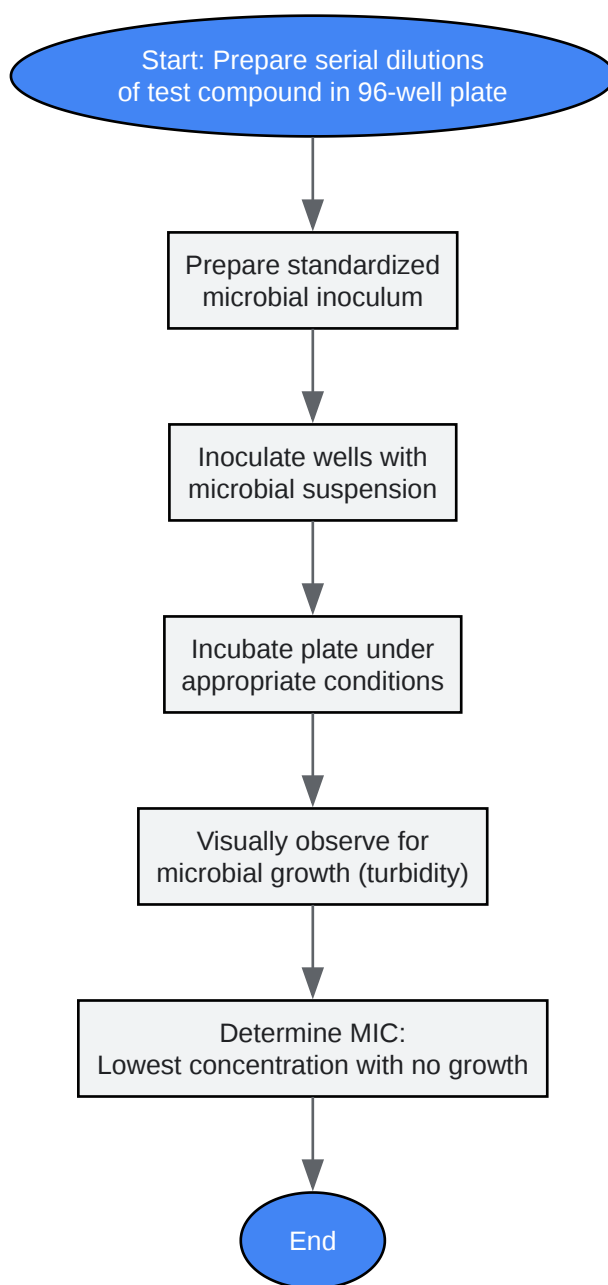 Start: Prepare serial dilutions
of test compound in 96-well plate
Prepare standardized
microbial inoculum
Inoculate wells with
microbial suspension
Incubate plate under
appropriate conditions
Visually observe for
microbial growth (turbidity)
Determine MIC:
Lowest concentration with no growth
End